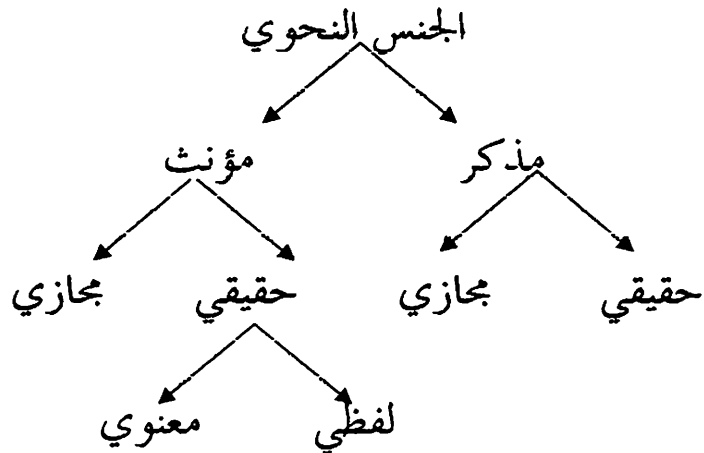 الجنس النحوي
مذكر مؤنث
حقيقي مجازي حقيقي مجازي
لفظي معنوي